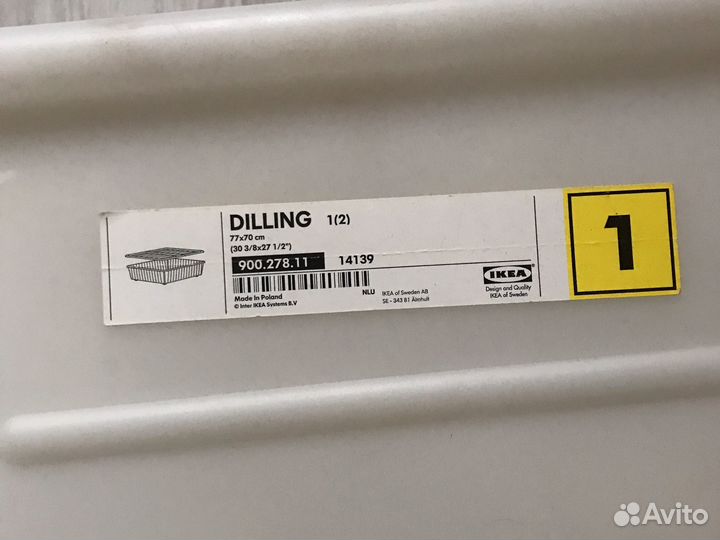 DILLING 1(2)
77x70 cm
(30 3/8x27 1/2")
900.278.11 14139
Made in Poland
© Inter IKEA Systems B.V
NLU
IKEA of Sweden AB
SE - 343 81 Älmhult
IKEA
Design and Quality
IKEA of Sweden
1
Avito